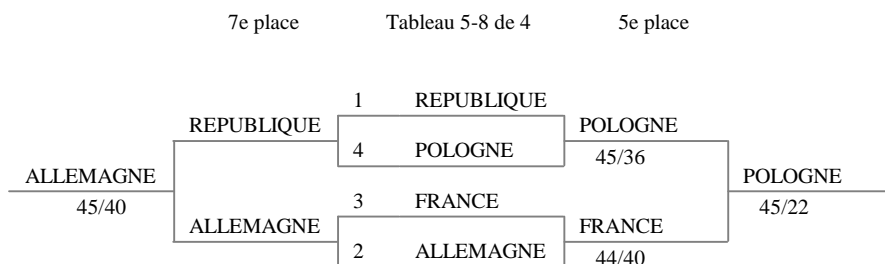 7e place Tableau 5-8 de 4 5e place
1 REPUBLIQUE
REPUBLIQUE POLOGNE
4 POLOGNE 45/36
ALLEMAGNE POLOGNE
45/40 3 FRANCE 45/22
ALLEMAGNE FRANCE
2 ALLEMAGNE 44/40